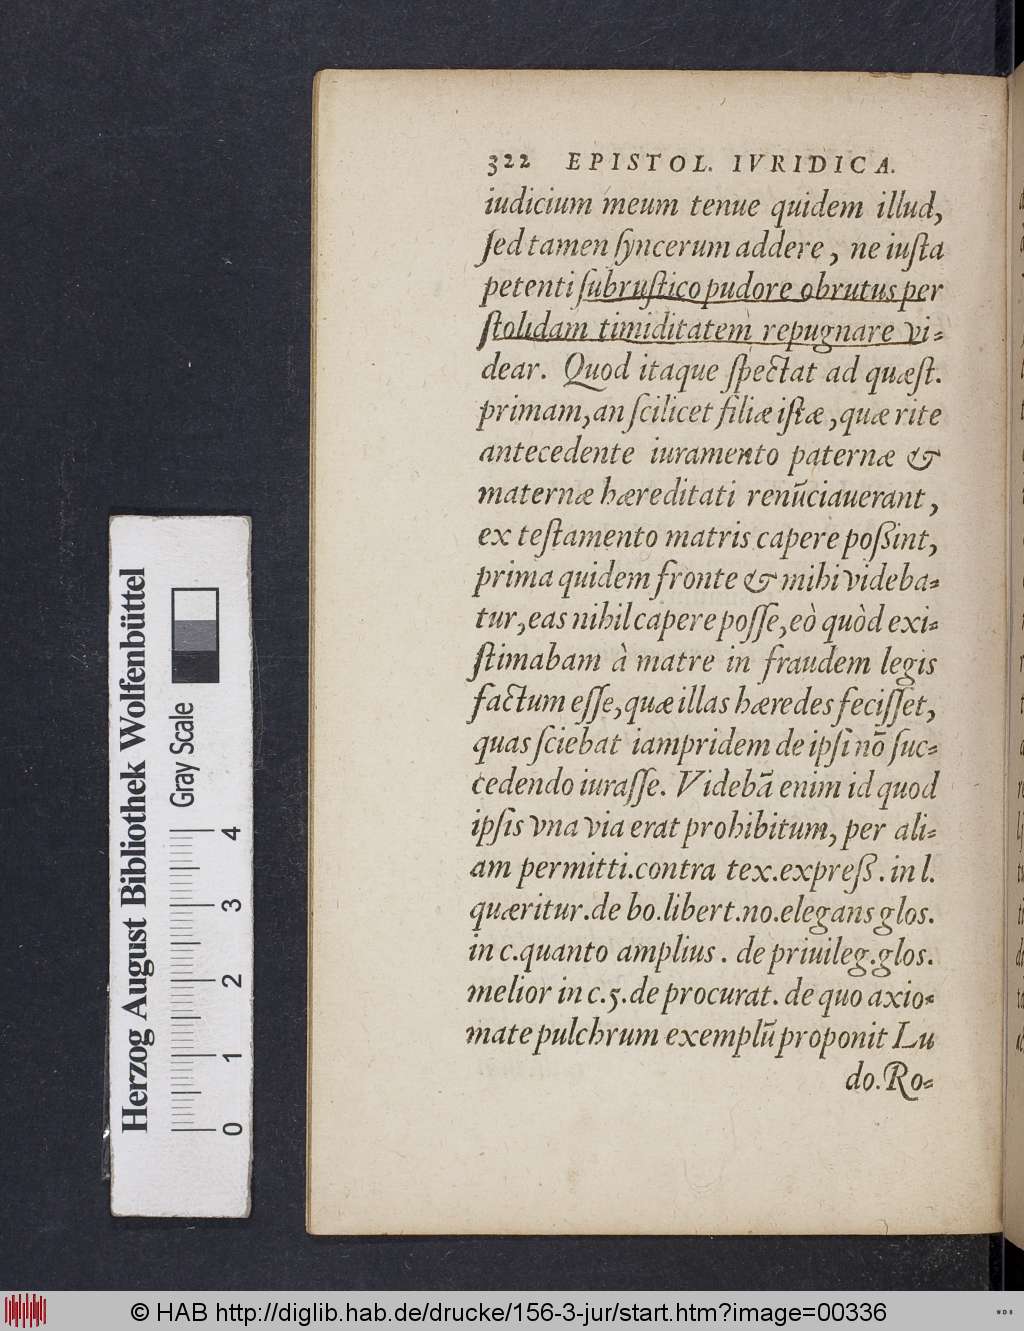 322 EPISTOL. IVRIDICA.
iudicium meum tenue quidem illud,
ſed tamen ſyncerum addere, ne iuſta
petenti ſubruſtico pudore obrutus per
ſtolidam timiditatem repugnare vi-
dear. Quod itaque ſpectat ad quæſt.
primam, an ſcilicet filiæ iſtæ, quæ rite
antecedente iuramento paternæ &
maternæ hæreditati renūciauerant,
ex teſtamento matris capere poßint,
prima quidem fronte & mihi videba-
tur, eas nihil capere poſſe, eò quòd exi-
ſtimabam à matre in fraudem legis
factum eſſe, quæ illas hæredes feciſſet,
quas ſciebat iampridem de ipſi nō ſuc-
cedendo iuraſſe. Videbā enim id quod
ipſis vna via erat prohibitum, per ali-
am permitti. contra tex. expreß. in l.
quæritur. de bo. libert. no. elegans glos.
in c. quanto amplius. de priuileg. glos.
melior in c. 5. de procurat. de quo axio-
mate pulchrum exemplū proponit Lu
do. Ro-
Herzog August Bibliothek Wolfenbüttel
Gray Scale
0 1 2 3 4
© HAB http://diglib.hab.de/drucke/156-3-jur/start.htm?image=00336
WDB